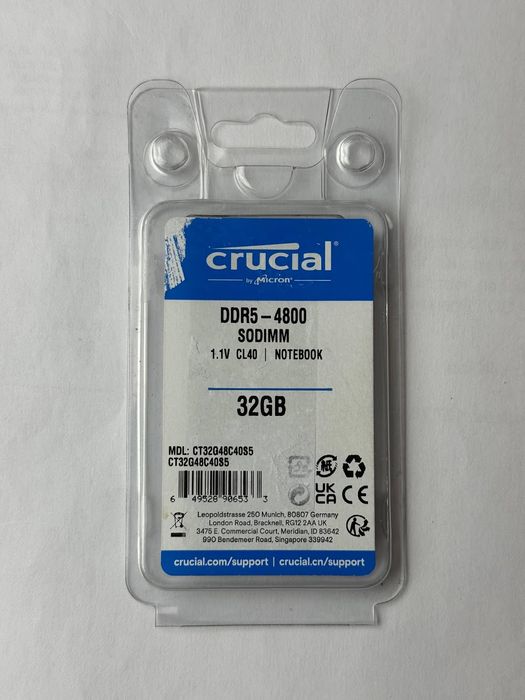 crucial®
by Micron®
DDR5-4800
SODIMM
1.1V CL40 | NOTEBOOK
32GB
MDL: CT32G48C40S5
CT32G48C40S5
6 49528 90653 3
UK
CA CE
Leopoldstrasse 250 Munich, 80807 Germany
London Road, Bracknell, RG12 2AA UK
3475 E. Commercial Court, Meridian, ID 83642
990 Bendemeer Road, Singapore 339942
crucial.com/support | crucial.cn/support